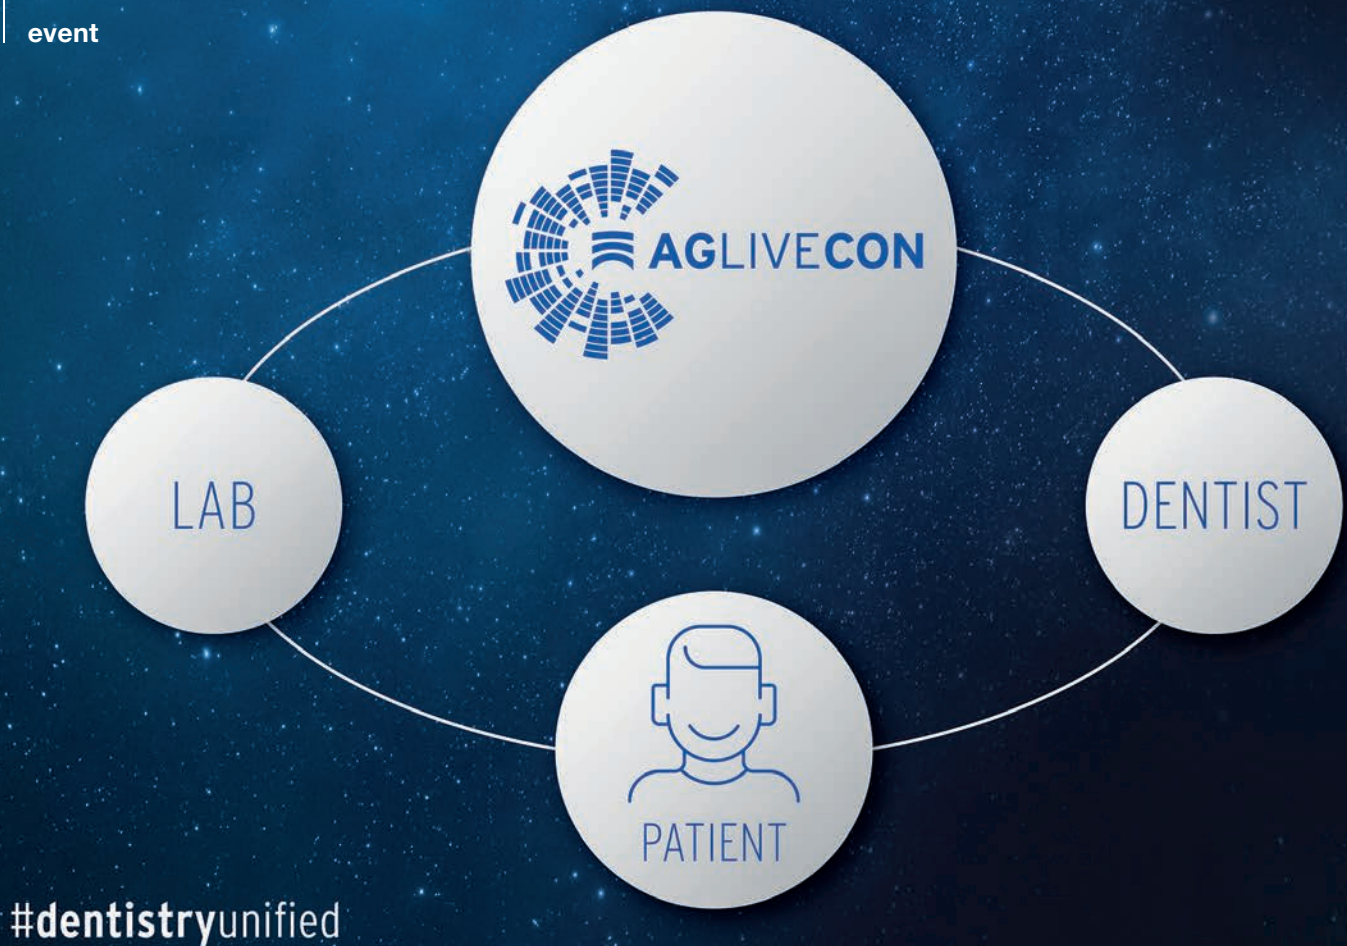 event
AGLIVECON
LAB
DENTIST
PATIENT
#dentistryunified